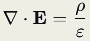 ∇ · E = ρ/ε